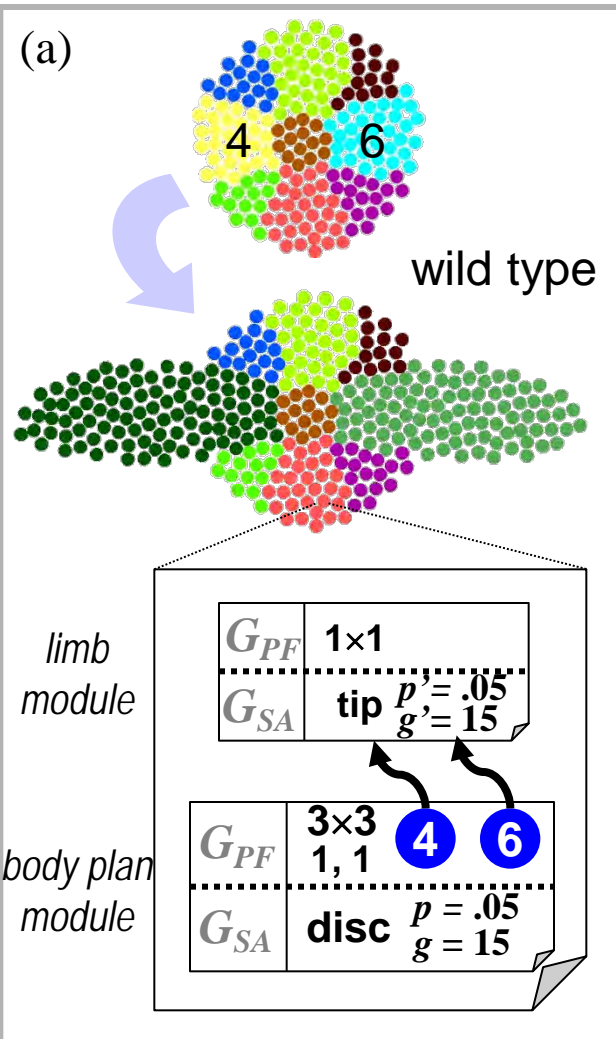 (a)
4
6
wild type
limb
module
G_PF
1×1
G_SA
tip
p' = .05
g' = 15
body plan
module
G_PF
3×3
1, 1
4
6
G_SA
disc
p = .05
g = 15